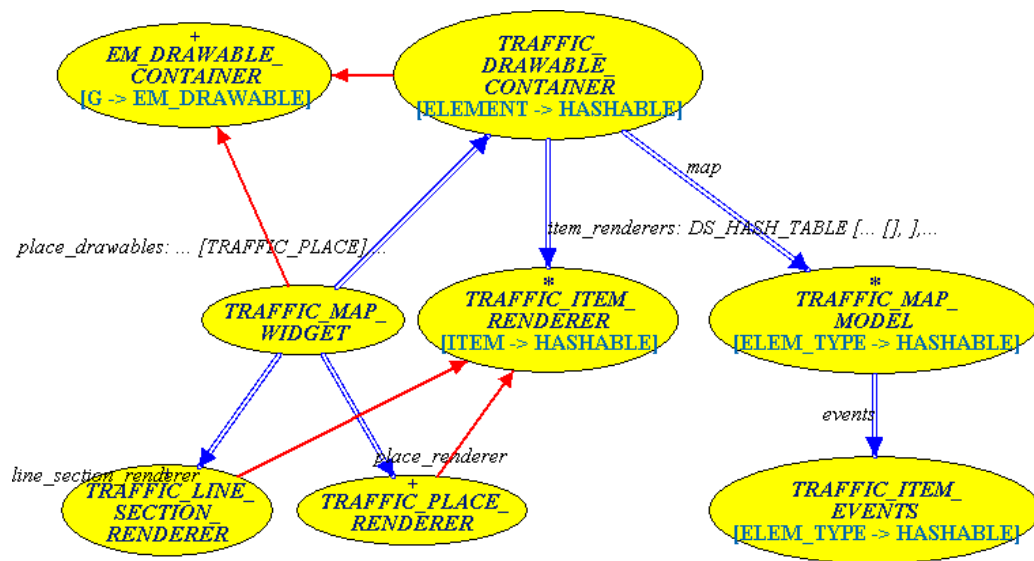 +
EM_DRAWABLE_
CONTAINER
[G -> EM_DRAWABLE]
TRAFFIC_
DRAWABLE_
CONTAINER
[ELEMENT -> HASHABLE]
map
place_drawables: ... [TRAFFIC_PLACE]...
item_renderers: DS_HASH_TABLE [... [], ],...
TRAFFIC_MAP_
WIDGET
*
TRAFFIC_ITEM_
RENDERER
[ITEM -> HASHABLE]
*
TRAFFIC_MAP_
MODEL
[ELEM_TYPE -> HASHABLE]
events
line_section_renderer
place_renderer
TRAFFIC_LINE_
SECTION_
RENDERER
+
TRAFFIC_PLACE_
RENDERER
TRAFFIC_ITEM_
EVENTS
[ELEM_TYPE -> HASHABLE]